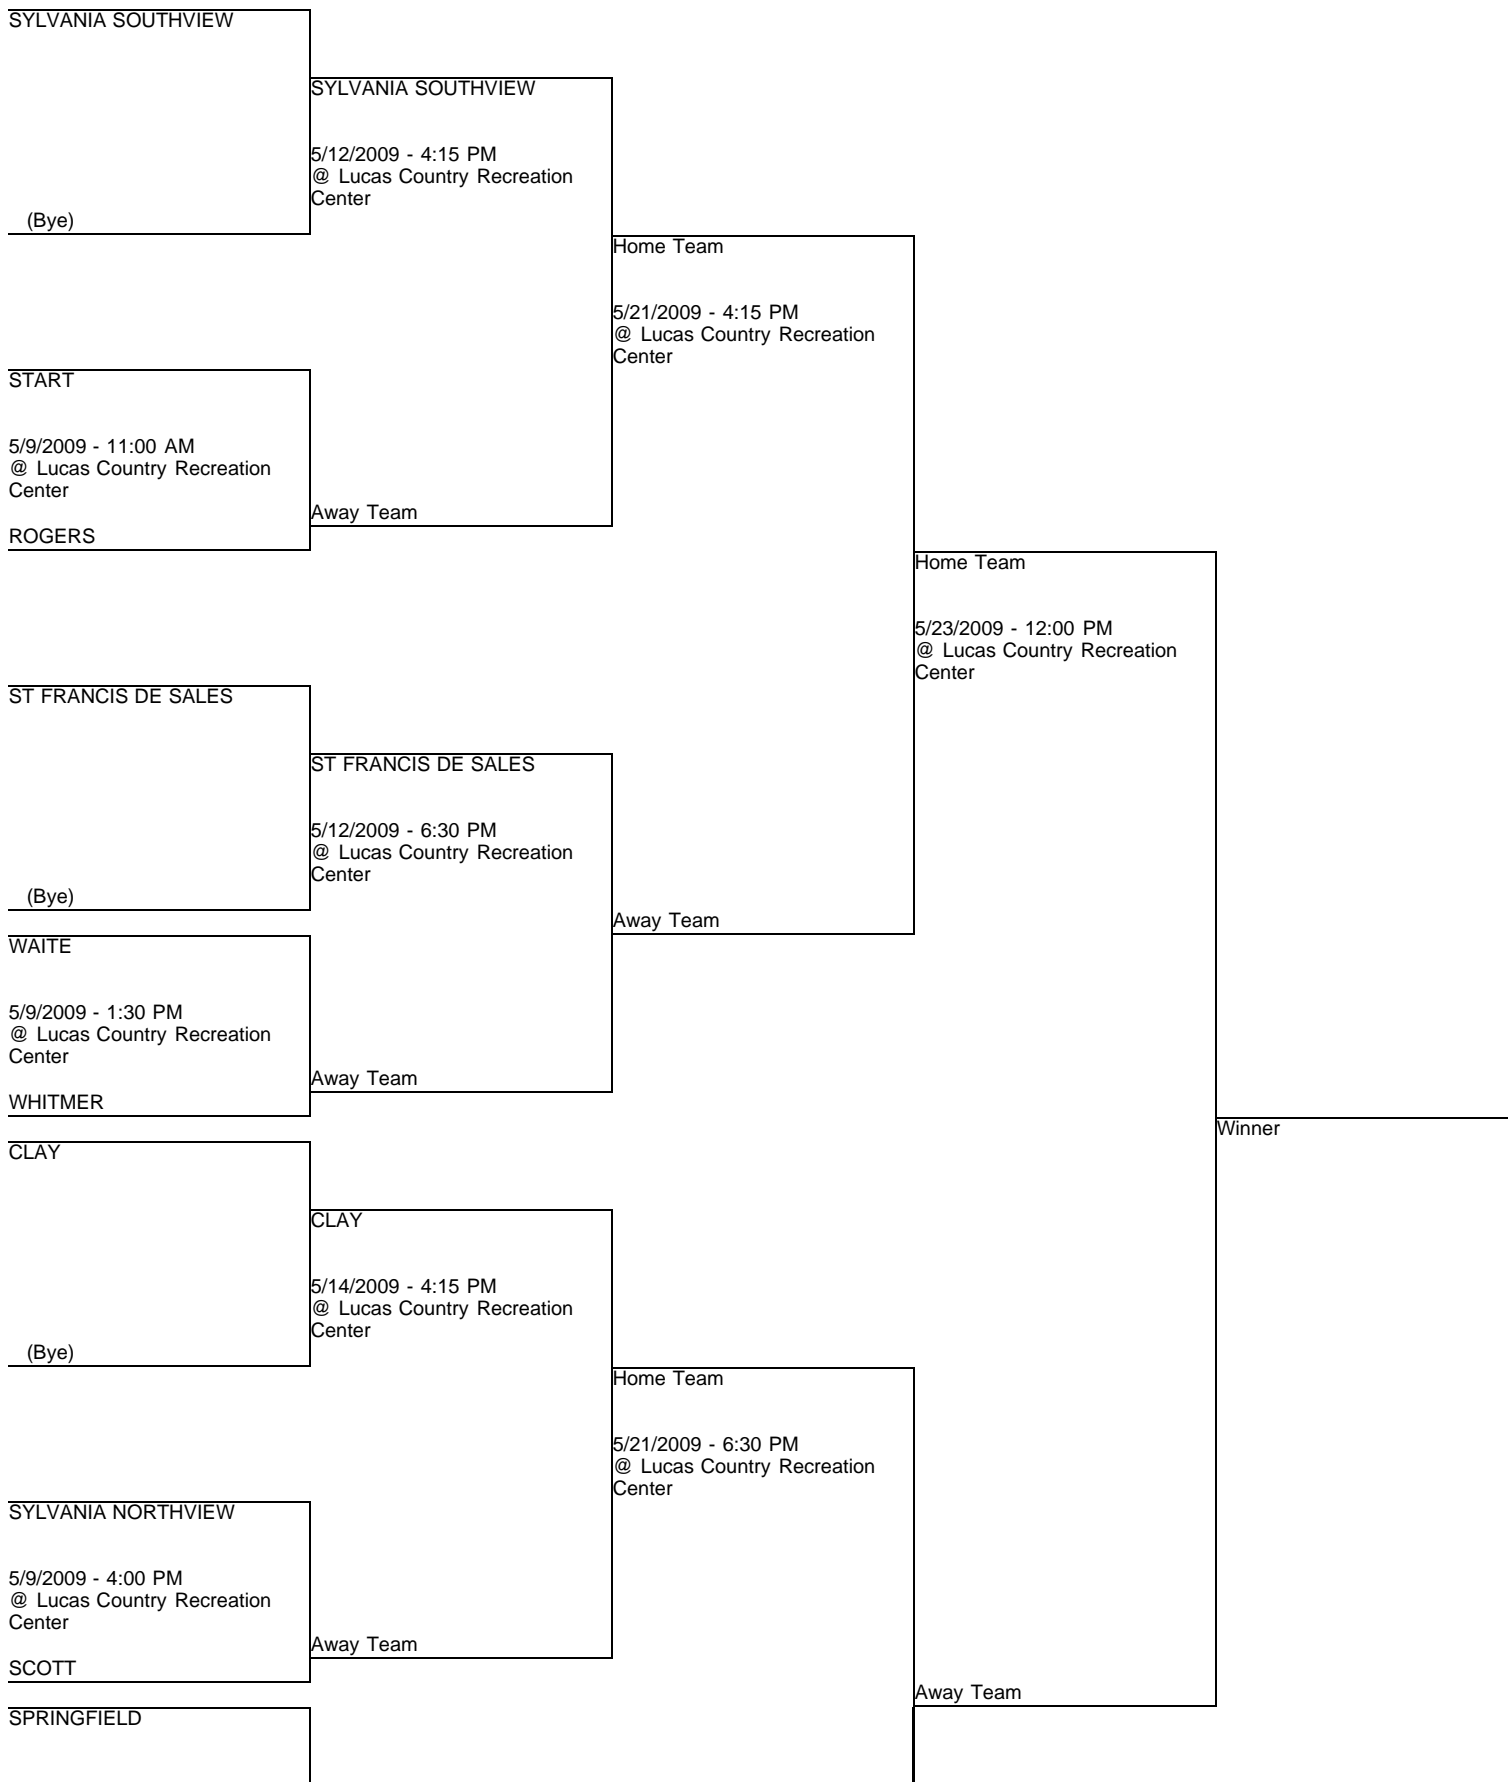 SYLVANIA SOUTHVIEW
(Bye)
SYLVANIA SOUTHVIEW
5/12/2009 - 4:15 PM
@ Lucas Country Recreation
Center
START
5/9/2009 - 11:00 AM
@ Lucas Country Recreation
Center
ROGERS
Away Team
Home Team
5/21/2009 - 4:15 PM
@ Lucas Country Recreation
Center
ST FRANCIS DE SALES
(Bye)
ST FRANCIS DE SALES
5/12/2009 - 6:30 PM
@ Lucas Country Recreation
Center
WAITE
5/9/2009 - 1:30 PM
@ Lucas Country Recreation
Center
WHITMER
Away Team
Away Team
Home Team
5/23/2009 - 12:00 PM
@ Lucas Country Recreation
Center
CLAY
(Bye)
CLAY
5/14/2009 - 4:15 PM
@ Lucas Country Recreation
Center
SYLVANIA NORTHVIEW
5/9/2009 - 4:00 PM
@ Lucas Country Recreation
Center
SCOTT
Away Team
Home Team
5/21/2009 - 6:30 PM
@ Lucas Country Recreation
Center
SPRINGFIELD
Away Team
Winner